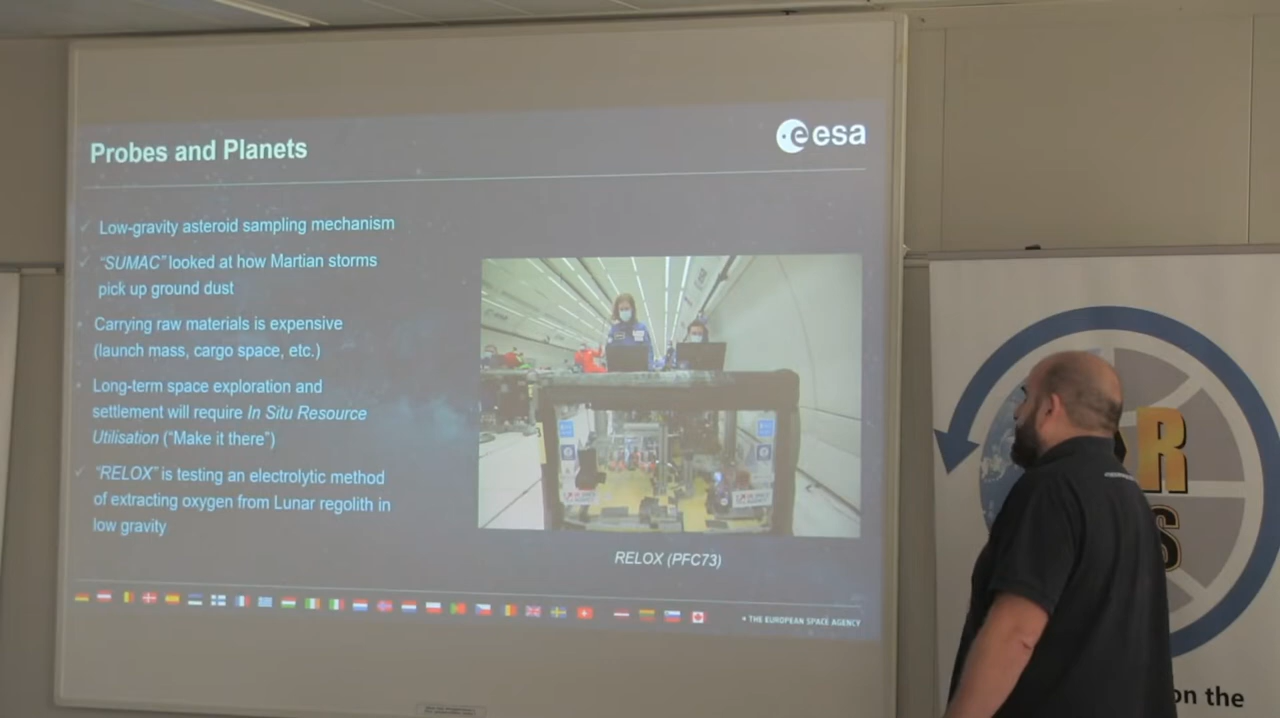 Probes and Planets
esa
Low-gravity asteroid sampling mechanism
“SUMAC” looked at how Martian storms
pick up ground dust
Carrying raw materials is expensive
(launch mass, cargo space, etc.)
Long-term space exploration and
settlement will require In Situ Resource
Utilisation (“Make it there”)
“RELOX” is testing an electrolytic method
of extracting oxygen from Lunar regolith in
low gravity
RELOX (PFC73)
THE EUROPEAN SPACE AGENCY
R
S
on the